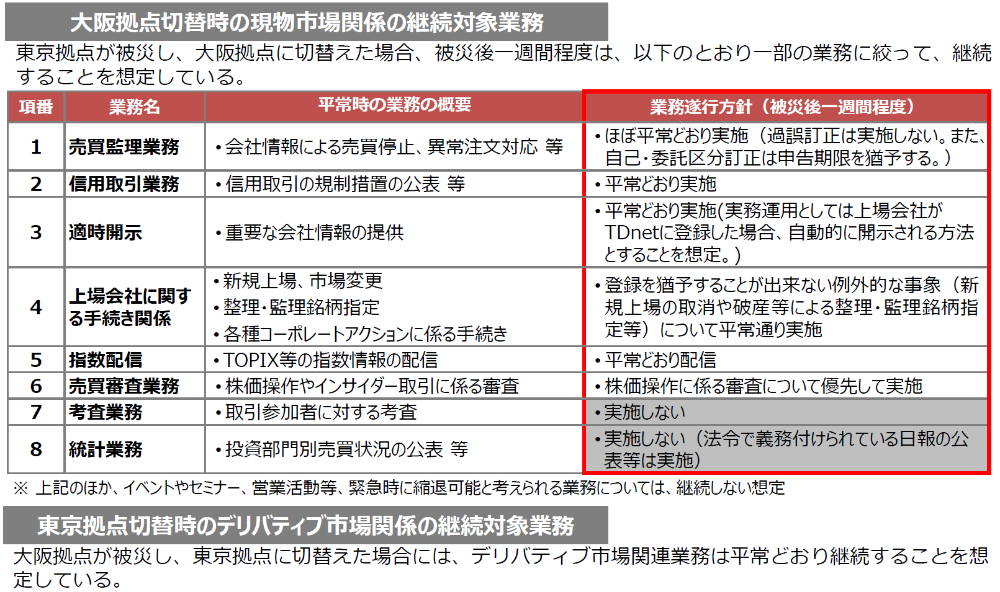 大阪拠点切替時の現物市場関係の継続対象業務
東京拠点が被災し、大阪拠点に切替えた場合、被災後一週間程度は、以下のとおり一部の業務に絞って、継続
することを想定している。
項番 業務名 平常時の業務の概要 業務遂行方針（被災後一週間程度）
1 売買監理業務 ・会社情報による売買停止、異常注文対応 等
・ほぼ平常どおり実施（過誤訂正は実施しない。また、
自己・委託区分訂正は申告期限を猶予する。）
2 信用取引業務 ・信用取引の規制措置の公表 等 ・平常どおり実施
3 適時開示 ・重要な会社情報の提供
・平常どおり実施(実務運用としては上場会社が
TDnetに登録した場合、自動的に開示される方法
とすることを想定。)
4 上場会社に関す
る手続き関係
・新規上場、市場変更
・整理・監理銘柄指定
・各種コーポレートアクションに係る手続き
・登録を猶予することが出来ない例外的な事象（新
規上場の取消や破産等による整理・監理銘柄指
定等）について平常通り実施
5 指数配信 ・TOPIX等の指数情報の配信 ・平常どおり配信
6 売買審査業務 ・株価操作やインサイダー取引に係る審査 ・株価操作に係る審査について優先して実施
7 考査業務 ・取引参加者に対する考査 ・実施しない
8 統計業務 ・投資部門別売買状況の公表 等
・実施しない（法令で義務付けられている日報の公
表等は実施）
※ 上記のほか、イベントやセミナー、営業活動等、緊急時に縮退可能と考えられる業務については、継続しない想定
東京拠点切替時のデリバティブ市場関係の継続対象業務
大阪拠点が被災し、東京拠点に切替えた場合には、デリバティブ市場関連業務は平常どおり継続することを想
定している。